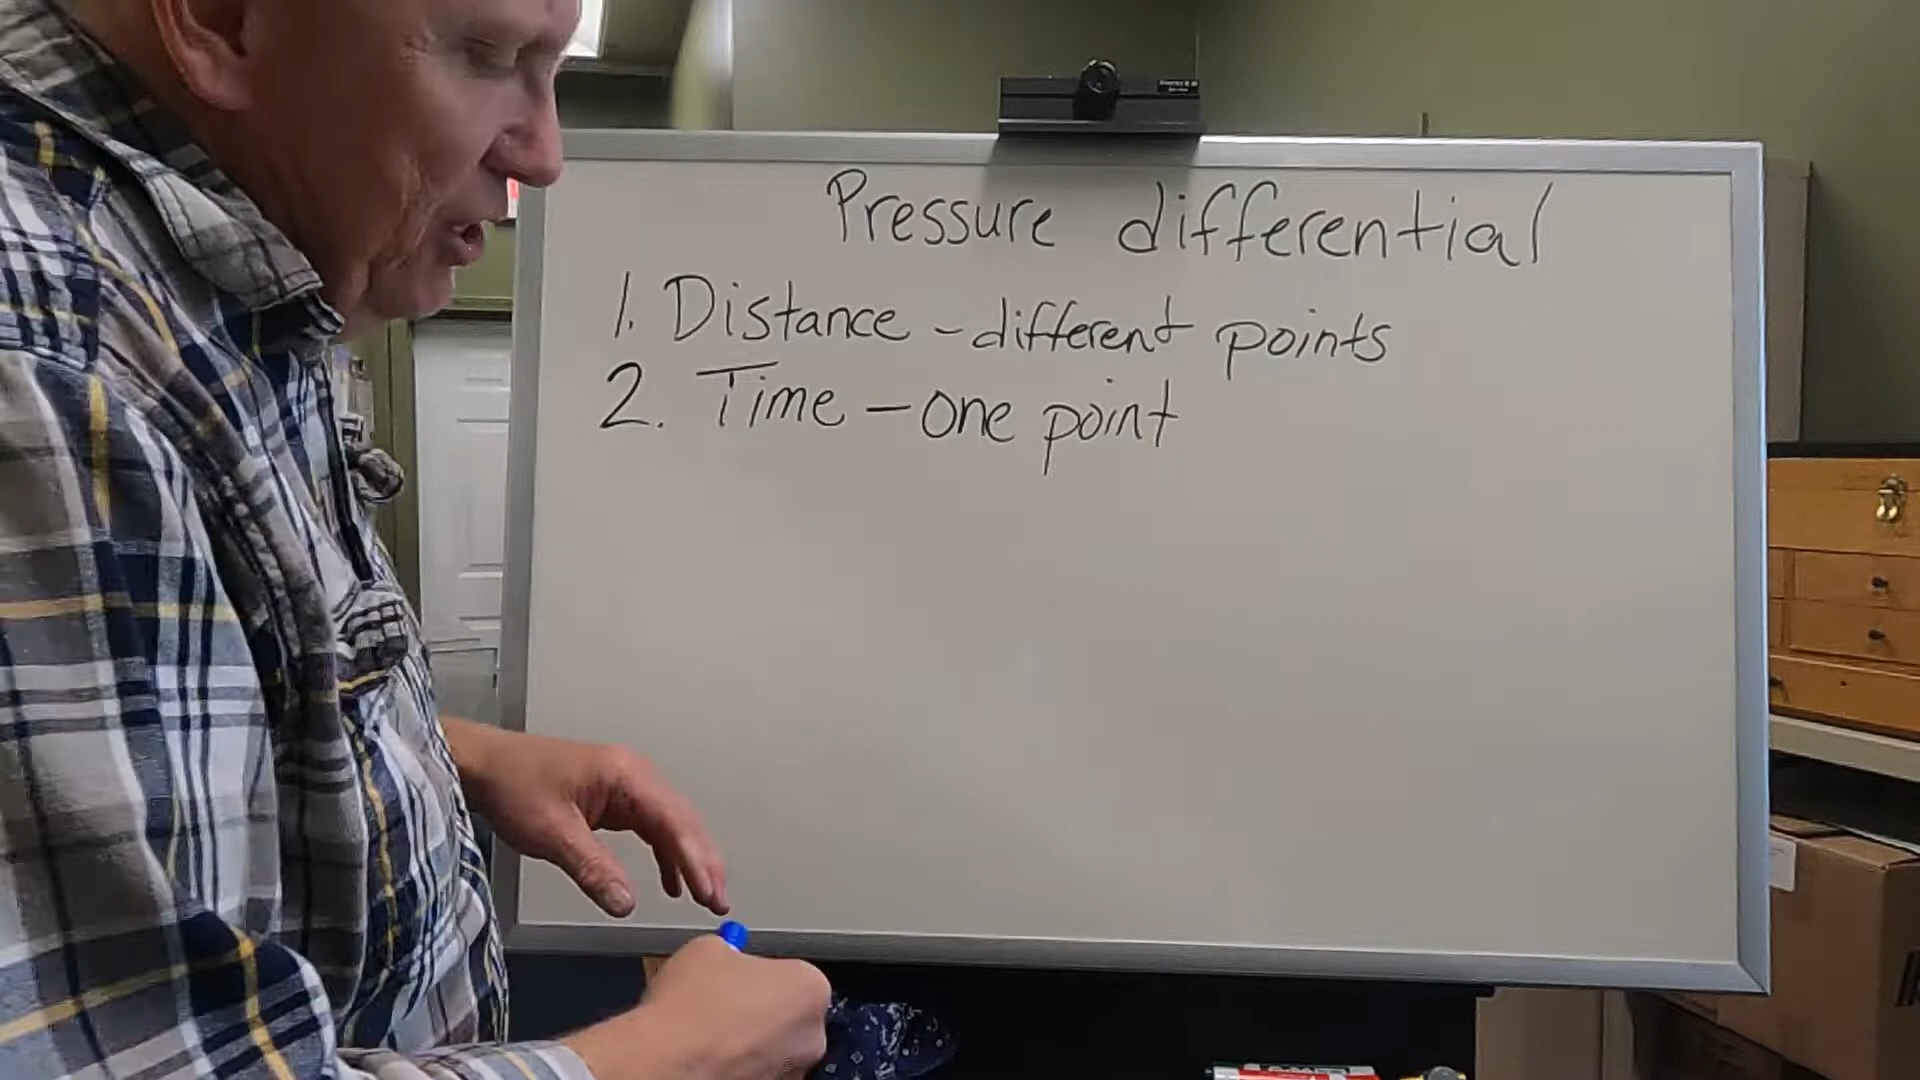 Pressure differential
1. Distance - different points
2. Time - one point